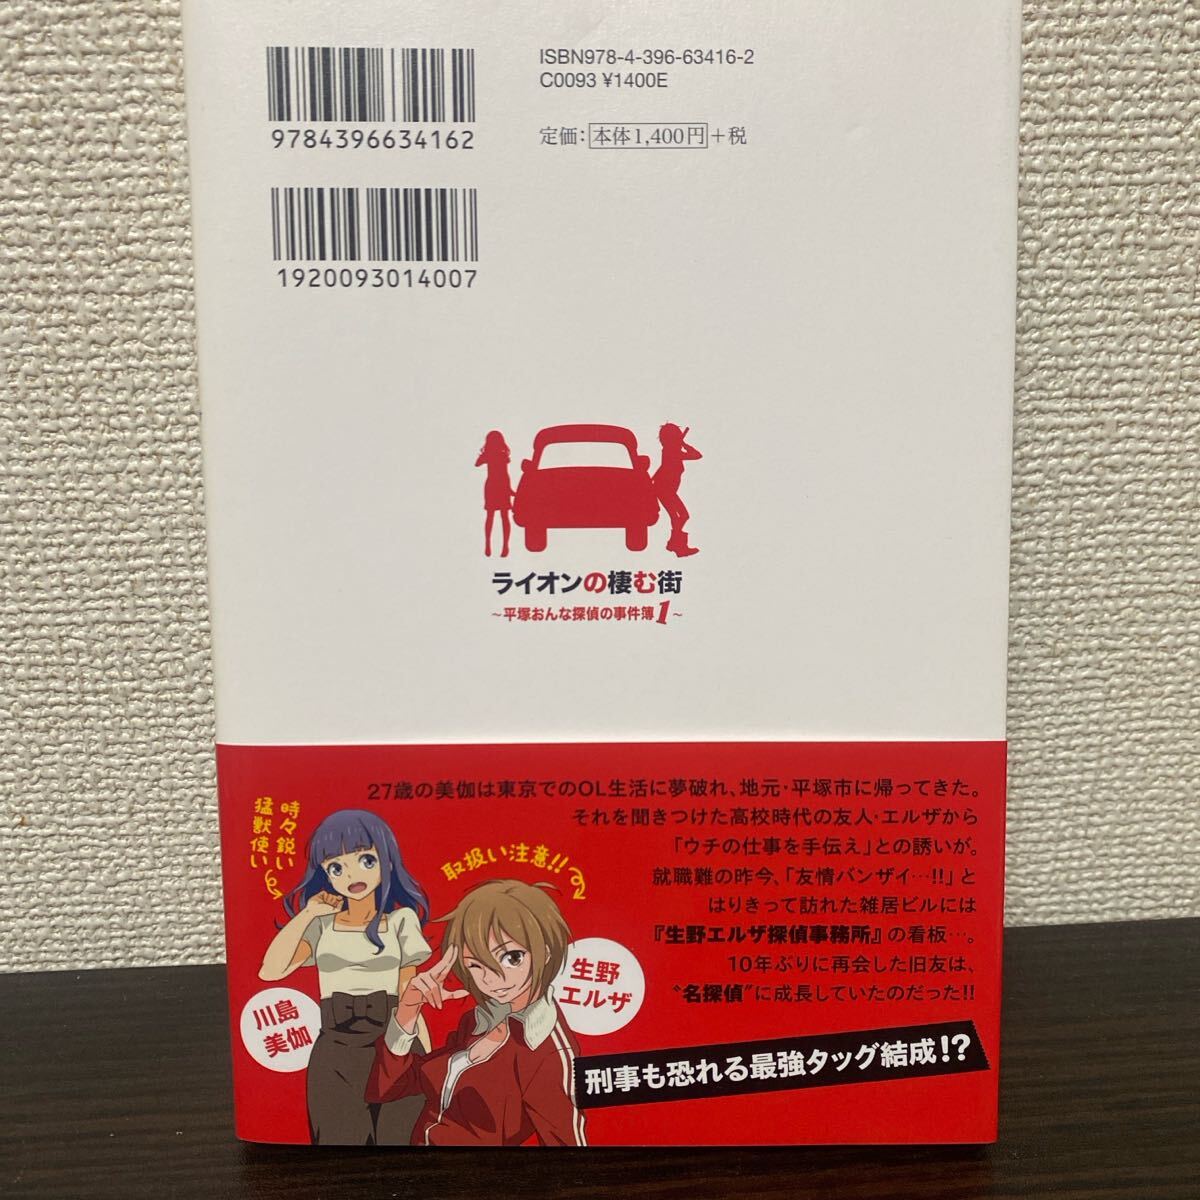 ISBN978-4-396-63416-2
C0093 ¥1400E
9784396634162
定価：本体1,400円＋税
1920093014007
ライオンの棲む街
～平塚おんな探偵の事件簿1～
27歳の美伽は東京でのOL生活に夢破れ、地元・平塚市に帰ってきた。
それを聞きつけた高校時代の友人・エルザから
「ウチの仕事を手伝え」との誘いが。
就職難の昨今、「友情バンザイ…!!」と
はりきって訪れた雑居ビルには
『生野エルザ探偵事務所』の看板…。
10年ぶりに再会した旧友は、
“名探偵”に成長していたのだった!!
時々鋭い
猛獣使い
取扱い注意!!
川島
美伽
生野
エルザ
刑事も恐れる最強タッグ結成!?